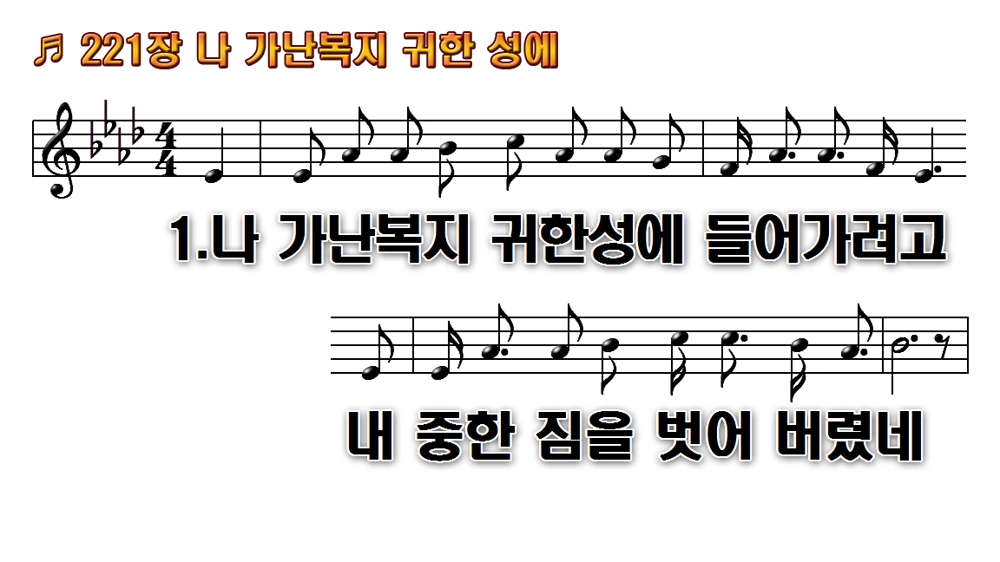 ♬ 221장 나 가난복지 귀한 성에
1.나 가난복지 귀한성에 들어가려고
내 중한 짐을 벗어 버렸네